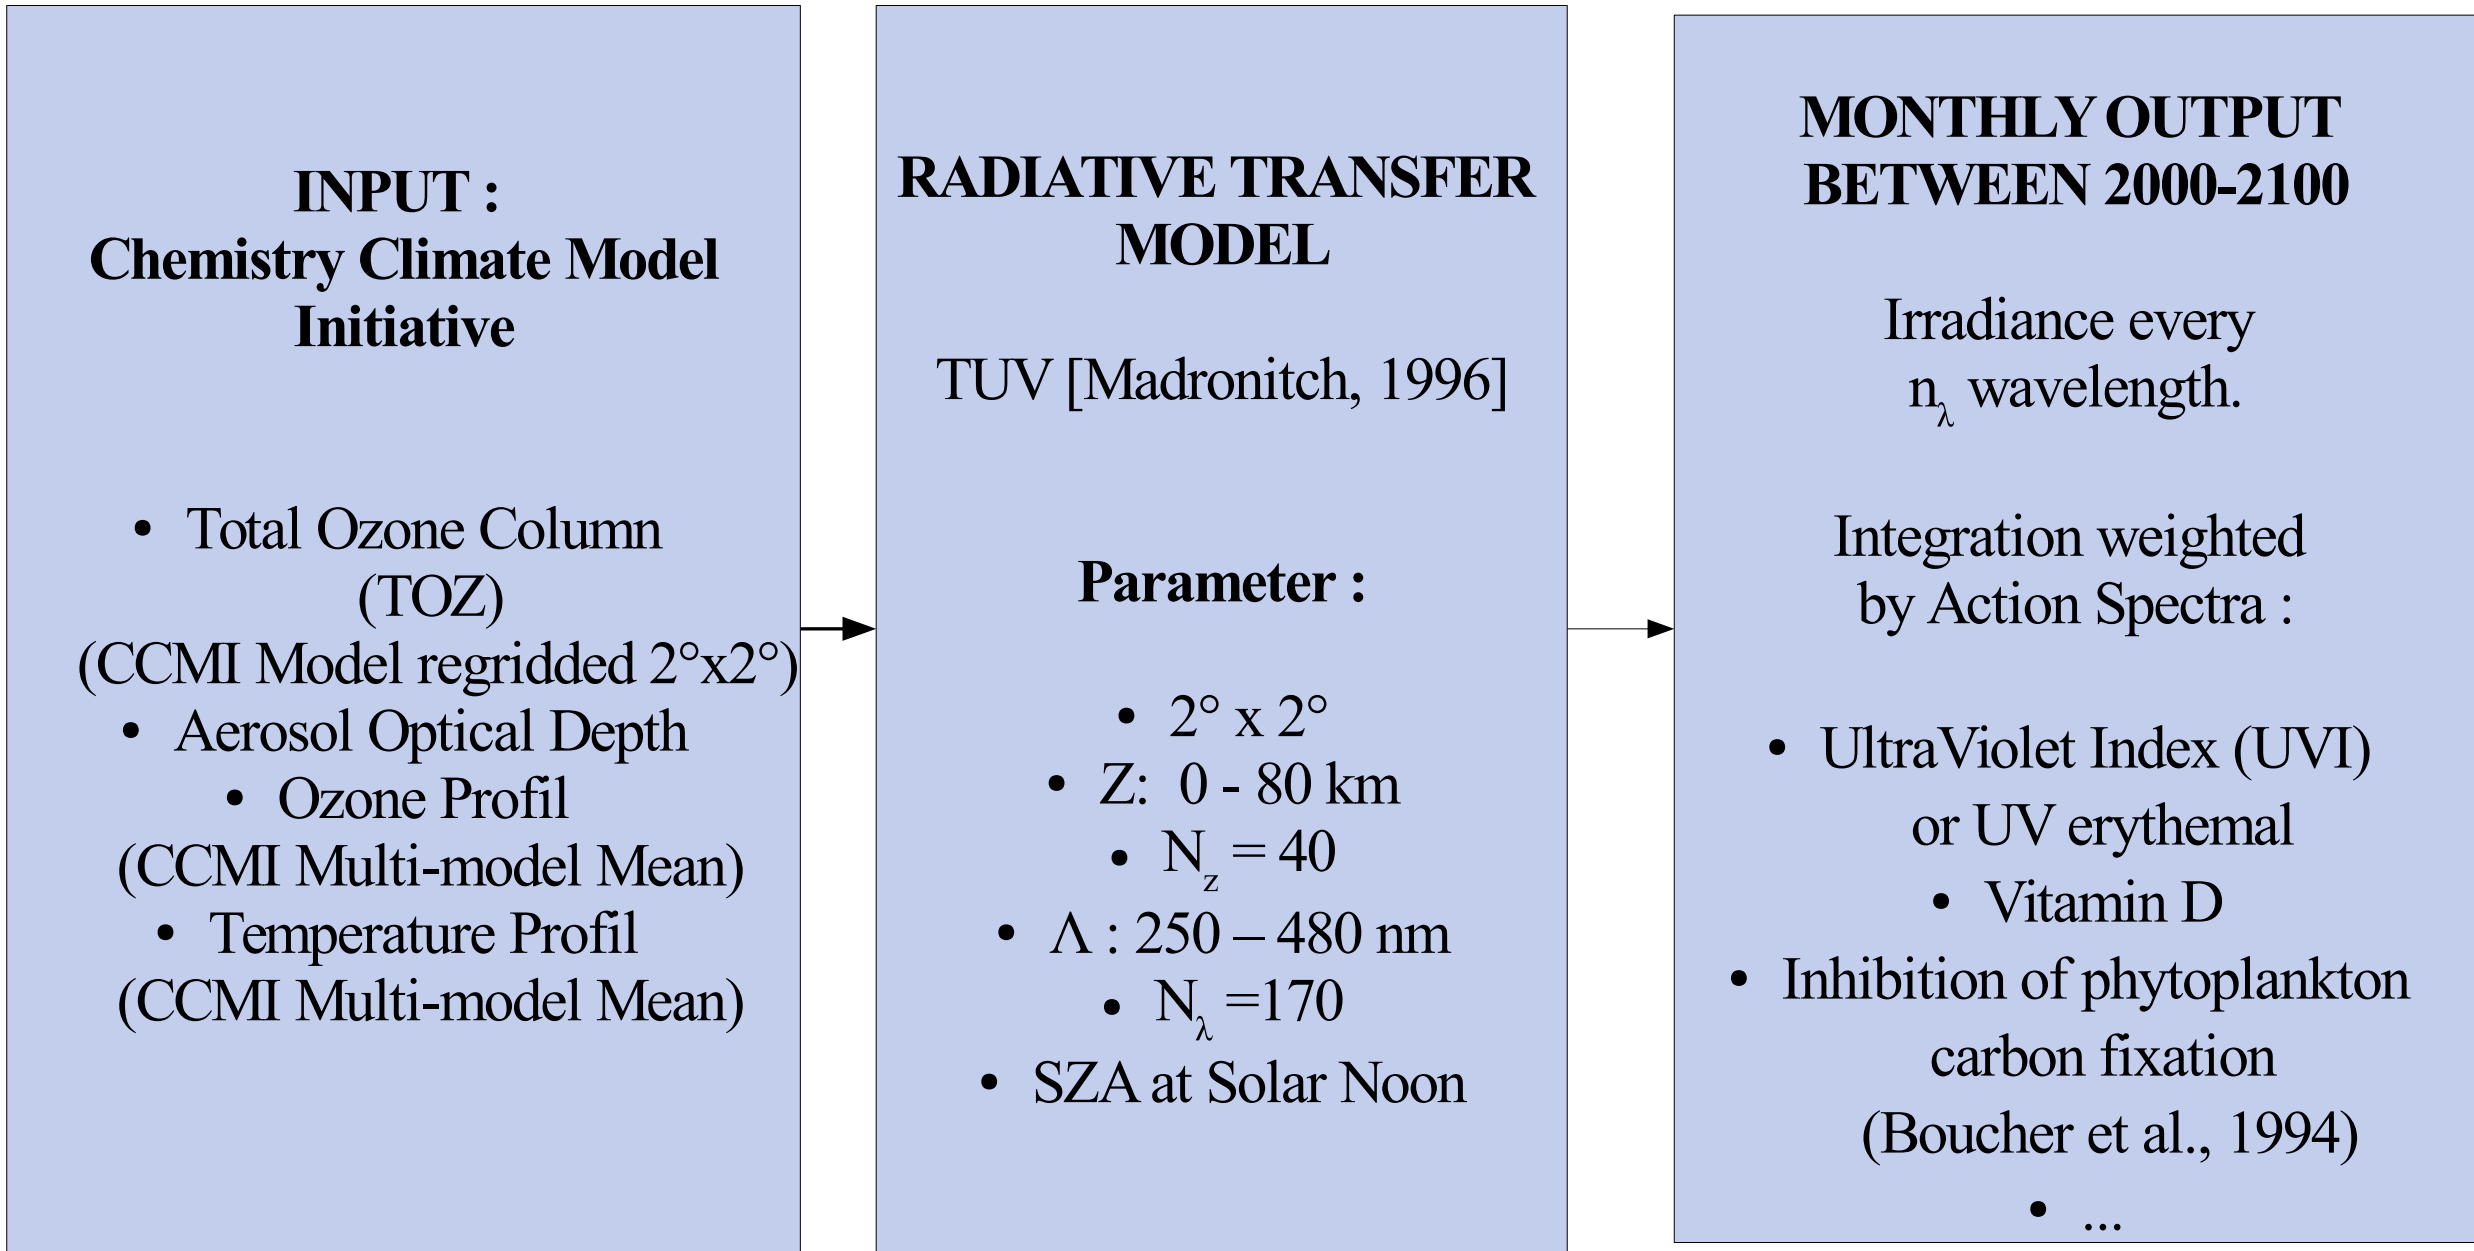 INPUT :
Chemistry Climate Model
Initiative
• Total Ozone Column
(TOZ)
(CCMI Model regridded 2°x2°)
• Aerosol Optical Depth
• Ozone Profil
(CCMI Multi-model Mean)
• Temperature Profil
(CCMI Multi-model Mean)
RADIATIVE TRANSFER
MODEL
TUV [Madronitch, 1996]
Parameter :
• 2° x 2°
• Z: 0 - 80 km
• N_z = 40
• Λ : 250 – 480 nm
• N_λ =170
• SZA at Solar Noon
MONTHLY OUTPUT
BETWEEN 2000-2100
Irradiance every
n_λ wavelength.
Integration weighted
by Action Spectra :
• UltraViolet Index (UVI)
or UV erythemal
• Vitamin D
• Inhibition of phytoplankton
carbon fixation
(Boucher et al., 1994)
• ...